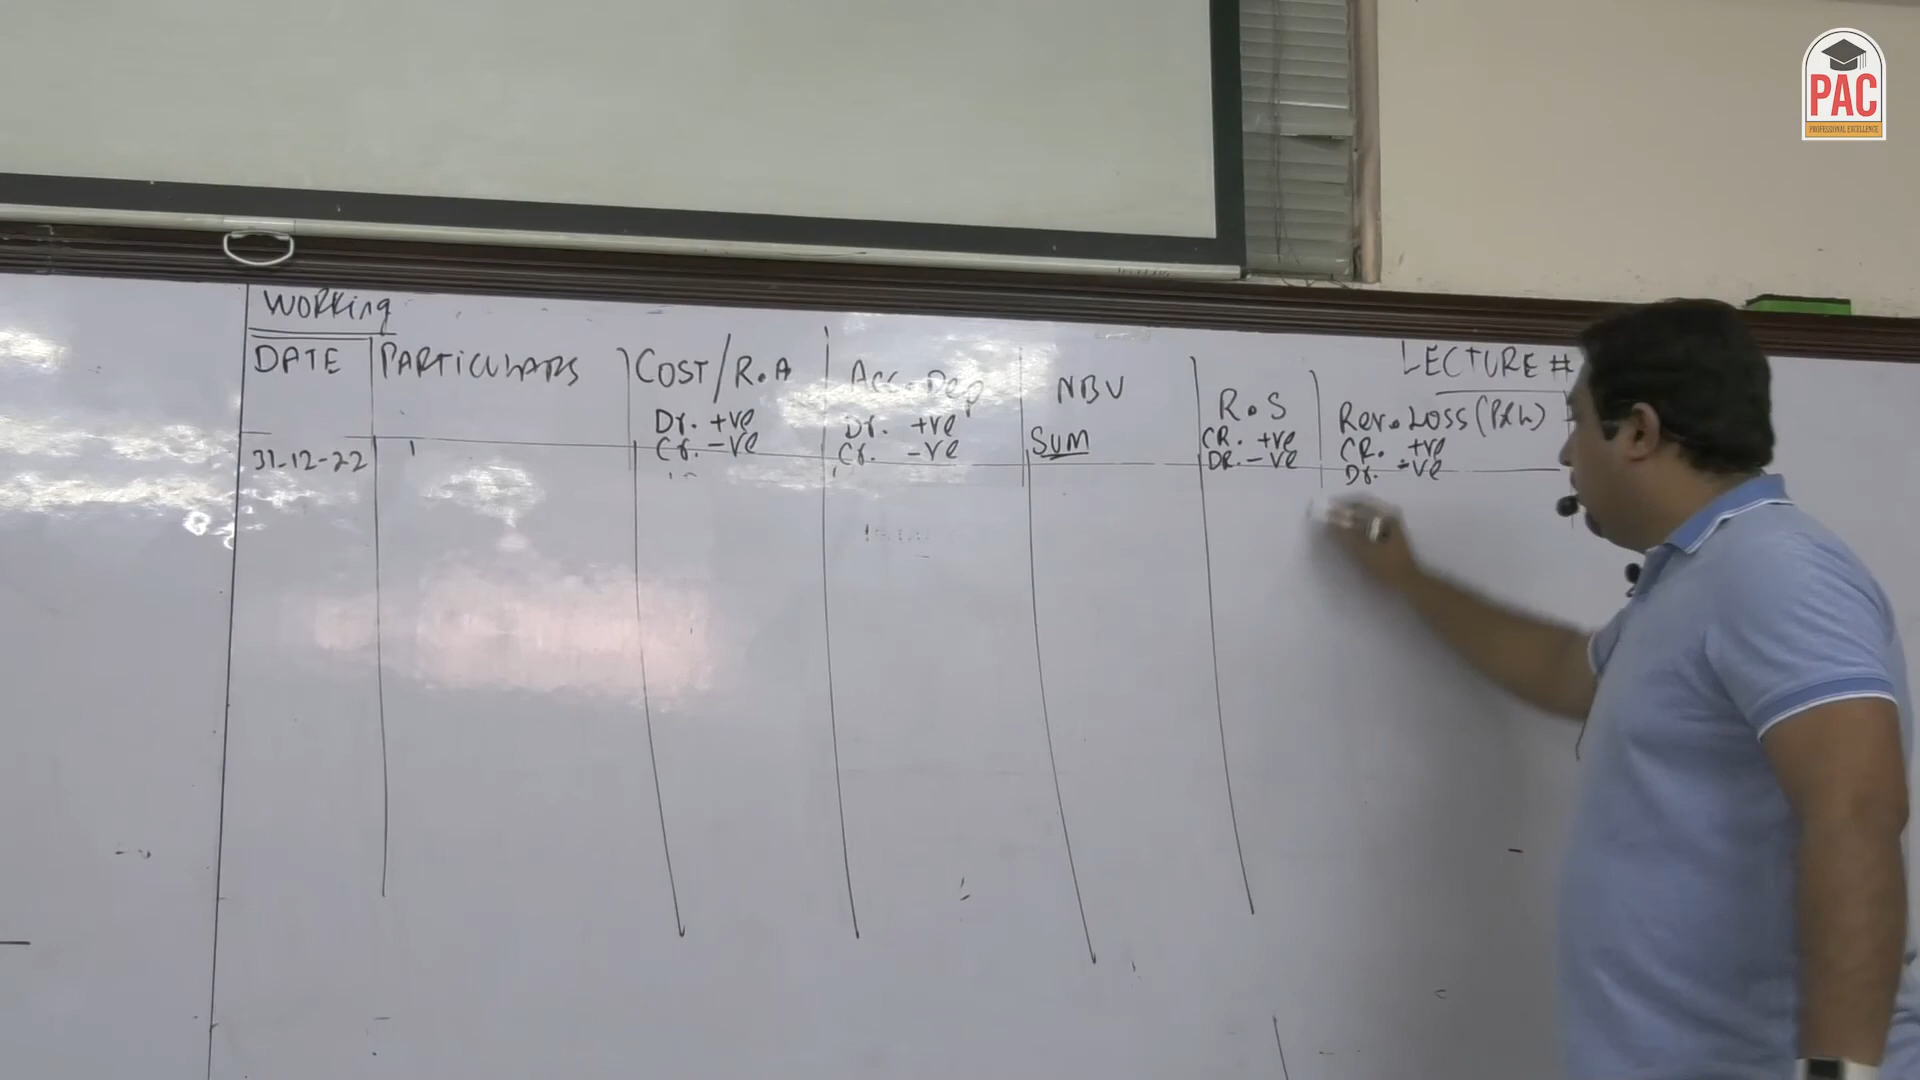 PAC
PROFESSIONAL EXCELLENCE
WORKing
LECTURE #
DATE PARTICULARS COST/R.A Acc. Dep NBV R.S Rev. Loss (P&L)
Dr. +ve Dr. +ve SUM CR. +ve CR. +ve
Cr. -ve Cr. -ve DR. -ve Dr. -ve
31-12-22